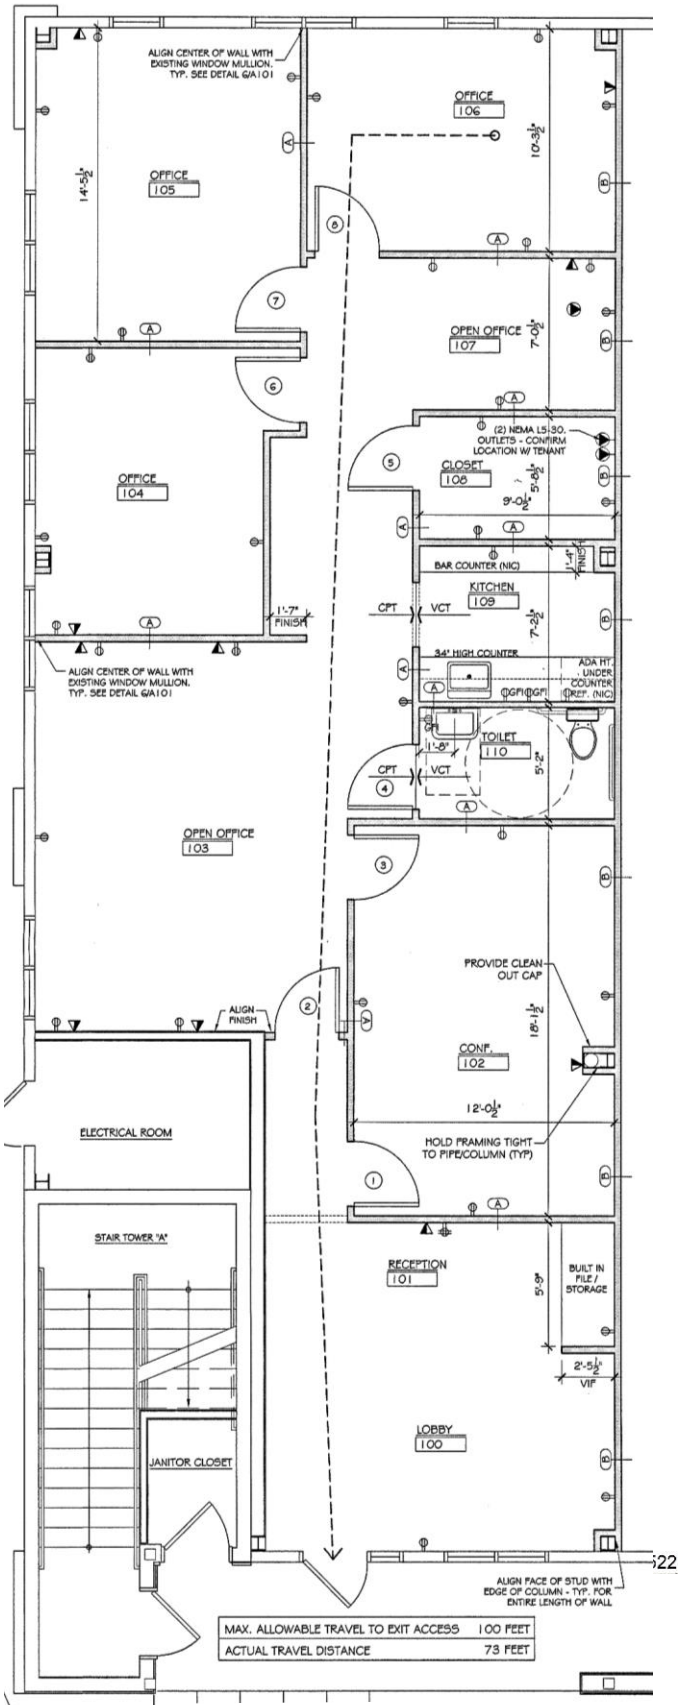 ALIGN CENTER OF WALL WITH
EXISTING WINDOW MULLION.
TYP. SEE DETAIL 6/A101
OFFICE
106
10'-3½"
A
B
OFFICE
105
14'-5½"
A
8
A
7
OPEN OFFICE
107
7'-0½"
B
6
A
(2) NEMA L5-30.
OUTLETS - CONFIRM
LOCATION W/ TENANT
5
CLOSET
108
5'-8½"
9'-0½"
B
OFFICE
104
A
A
BAR COUNTER (NIC)
1'-4"
FINISH
KITCHEN
109
CPT
VCT
7'-2½"
B
1'-7"
FINISH
A
34" HIGH COUNTER
ADA HT.
UNDER
COUNTER
REF. (NIC)
A
A
GFI
GFI
ALIGN CENTER OF WALL WITH
EXISTING WINDOW MULLION.
TYP. SEE DETAIL 6/A101
GFI
TOILET
110
1'-8"
5'-2"
CPT
VCT
4
A
OPEN OFFICE
103
3
B
PROVIDE CLEAN
OUT CAP
2
ALIGN
FINISH
A
18'-1½"
CONF.
102
12'-0½"
ELECTRICAL ROOM
HOLD FRAMING TIGHT
TO PIPE/COLUMN (TYP)
1
B
A
STAIR TOWER "A"
RECEPTION
101
5'-9"
BUILT IN
FILE /
STORAGE
2'-5½"
VIF
LOBBY
100
B
JANITOR CLOSET
522
ALIGN FACE OF STUD WITH
EDGE OF COLUMN - TYP. FOR
ENTIRE LENGTH OF WALL
MAX. ALLOWABLE TRAVEL TO EXIT ACCESS 100 FEET
ACTUAL TRAVEL DISTANCE 73 FEET